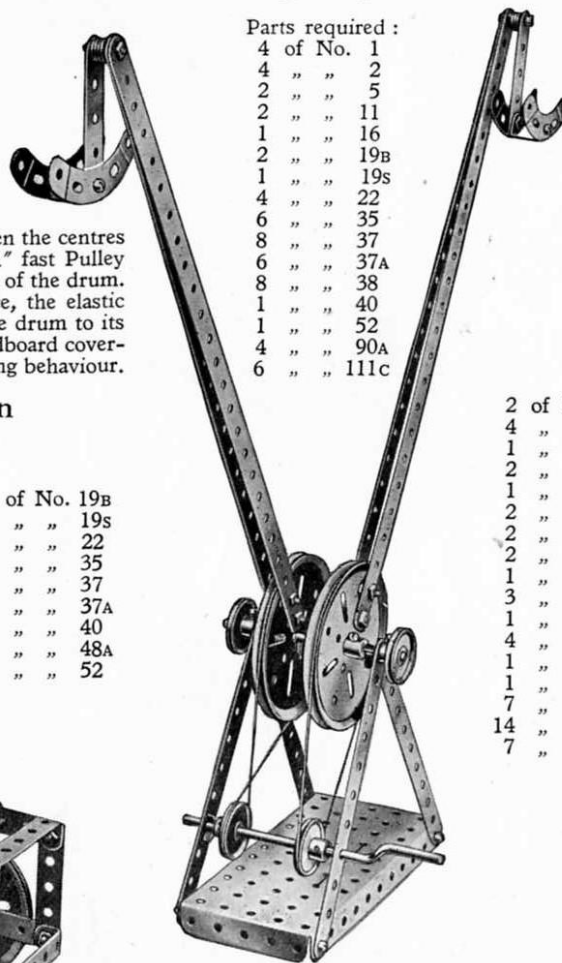 Parts required :
4 of No. 1
4 „ „ 2
2 „ „ 5
2 „ „ 11
1 „ „ 16
2 „ „ 19B
1 „ „ 19S
4 „ „ 22
6 „ „ 35
8 „ „ 37
6 „ „ 37A
8 „ „ 38
1 „ „ 40
1 „ „ 52
4 „ „ 90A
6 „ „ 111C
the centres
″ fast Pulley
of the drum.
the elastic
drum to its
behaviour.
of No. 19B
„ „ 19S
„ „ 22
„ „ 35
„ „ 37
„ „ 37A
„ „ 40
„ „ 48A
„ „ 52
2 of
4 „
1 „
2 „
1 „
2 „
2 „
2 „
1 „
3 „
1 „
4 „
1 „
1 „
7 „
14 „
7 „